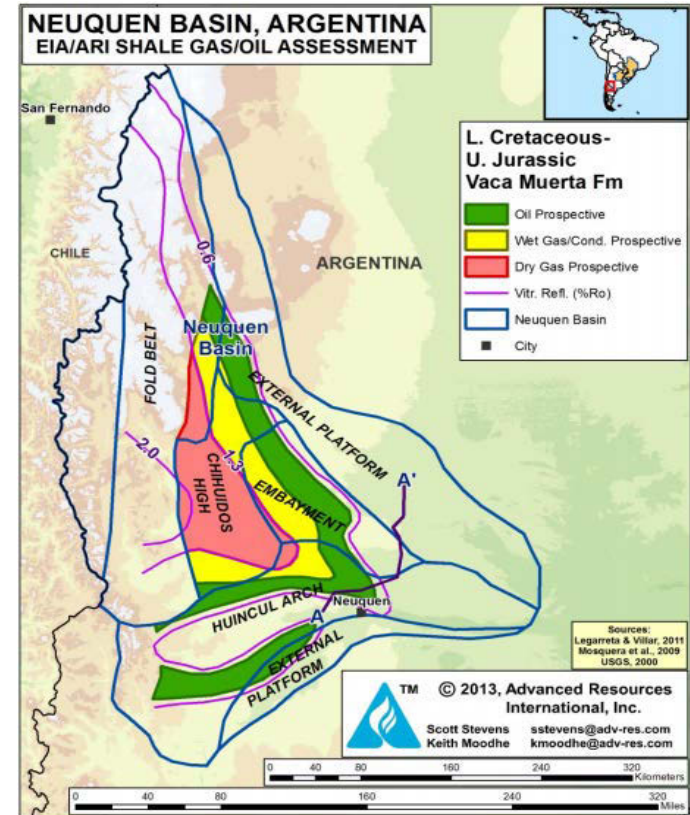 NEUQUEN BASIN, ARGENTINA
EIA/ARI SHALE GAS/OIL ASSESSMENT
San Fernando
L. Cretaceous-
U. Jurassic
Vaca Muerta Fm
Oil Prospective
Wet Gas/Cond. Prospective
Dry Gas Prospective
Vitr. Refl. (%Ro)
Neuquen Basin
City
CHILE
0.6
ARGENTINA
Neuquen
Basin
FOLD BELT
EXTERNAL PLATFORM
2.0
1.3
CHIHUIDOS
HIGH
A'
EMBAYMENT
HUINCUL ARCH
Neuquen
A
EXTERNAL
PLATFORM
Sources:
Legarreta & Villar, 2011
Mosquera et al., 2009
USGS, 2000
TM
© 2013, Advanced Resources
International, Inc.
Scott Stevens sstevens@adv-res.com
Keith Moodhe kmoodhe@adv-res.com
0 40 80 160 240 320
Kilometers
0 40 80 160 240 320
Miles